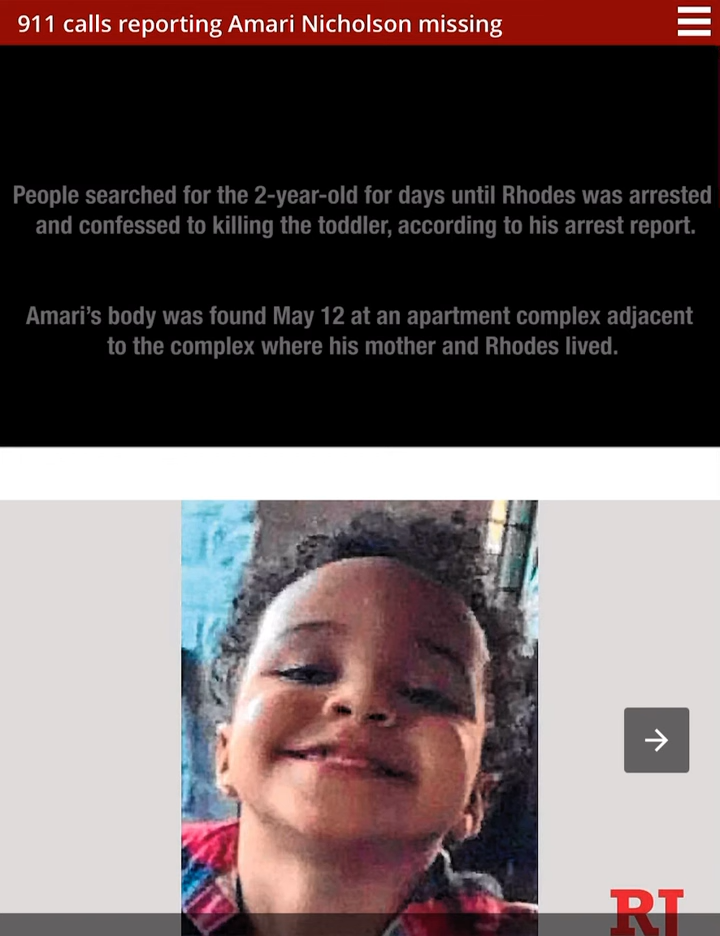 911 calls reporting Amari Nicholson missing
People searched for the 2-year-old for days until Rhodes was arrested
and confessed to killing the toddler, according to his arrest report.
Amari’s body was found May 12 at an apartment complex adjacent
to the complex where his mother and Rhodes lived.
RJ